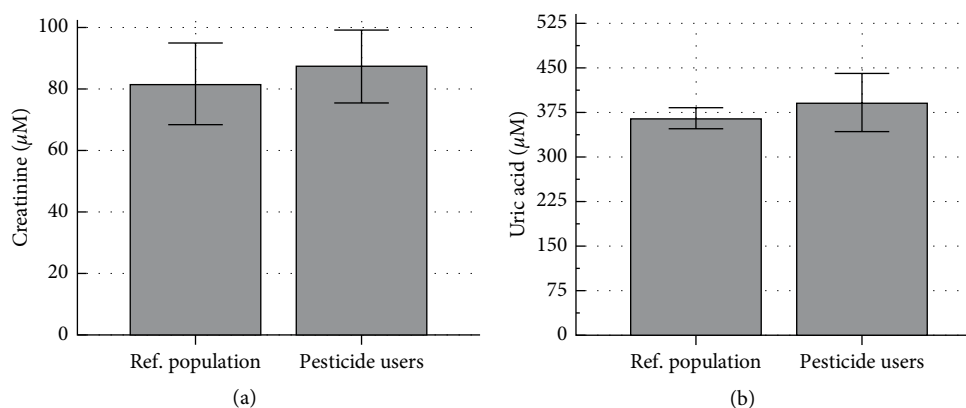 100
80
60
40
20
0
Creatinine (μM)
Ref. population
Pesticide users
(a)
525
450
375
300
225
150
75
0
Uric acid (μM)
Ref. population
Pesticide users
(b)